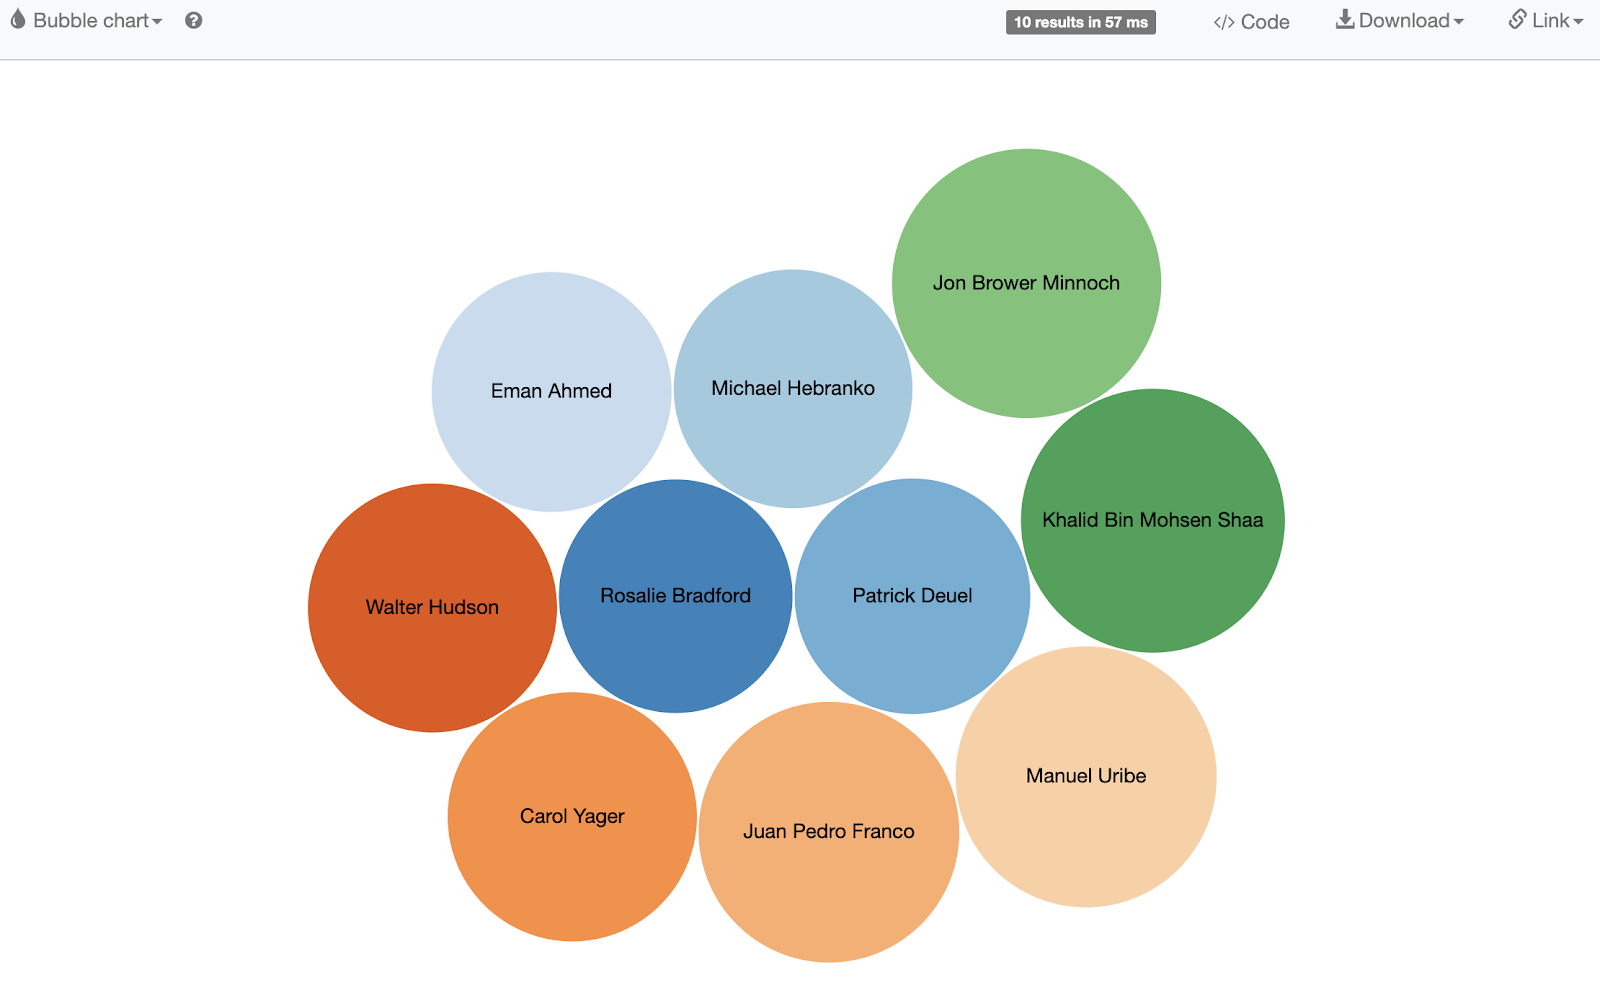 Bubble chart
10 results in 57 ms
</> Code
Download
Link
Jon Brower Minnoch
Eman Ahmed
Michael Hebranko
Khalid Bin Mohsen Shaa
Walter Hudson
Rosalie Bradford
Patrick Deuel
Manuel Uribe
Carol Yager
Juan Pedro Franco